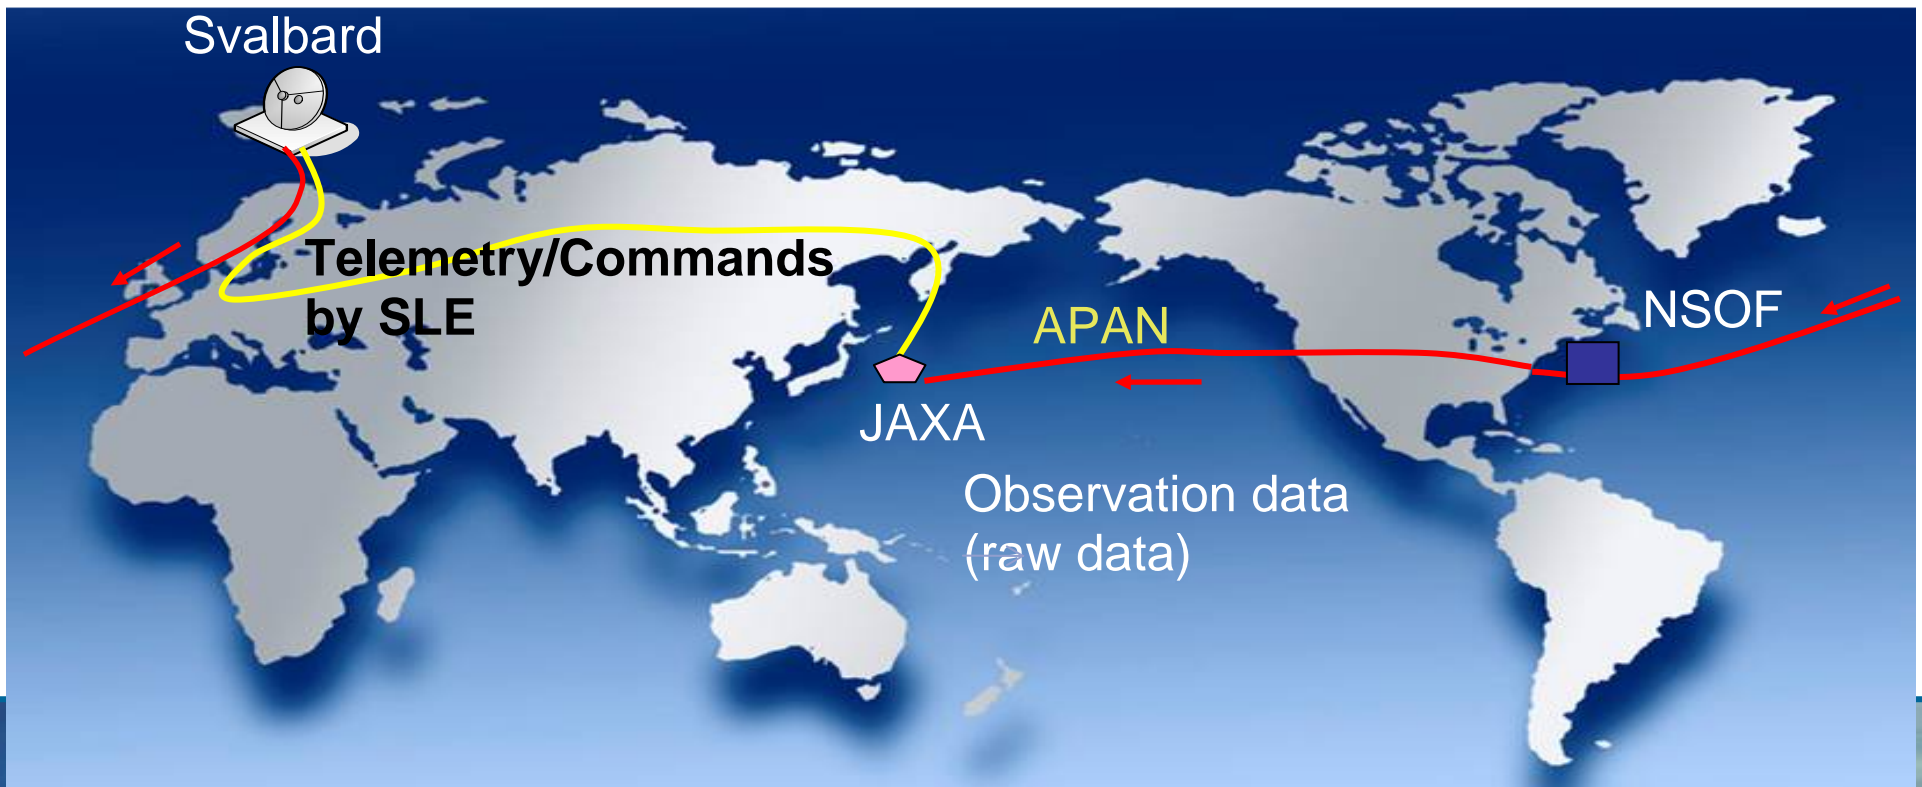 Svalbard
Telemetry/Commands
by SLE
APAN
NSOF
JAXA
Observation data
(raw data)